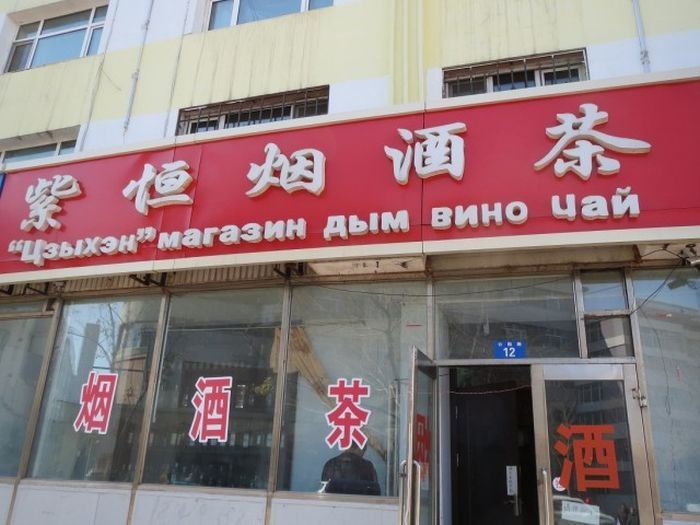 紫恒烟酒茶
"Цзыхэн" магазин дым вино чай
12
烟 酒 茶
酒